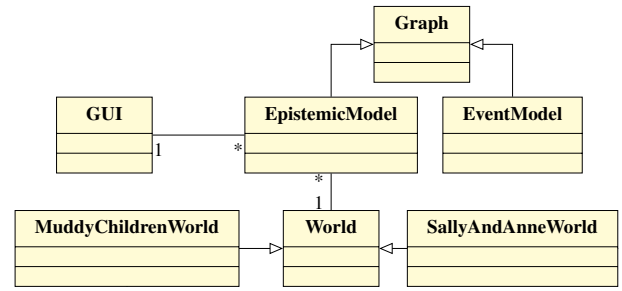 Graph
GUI
EpistemicModel
EventModel
1
*
*
1
MuddyChildrenWorld
World
SallyAndAnneWorld